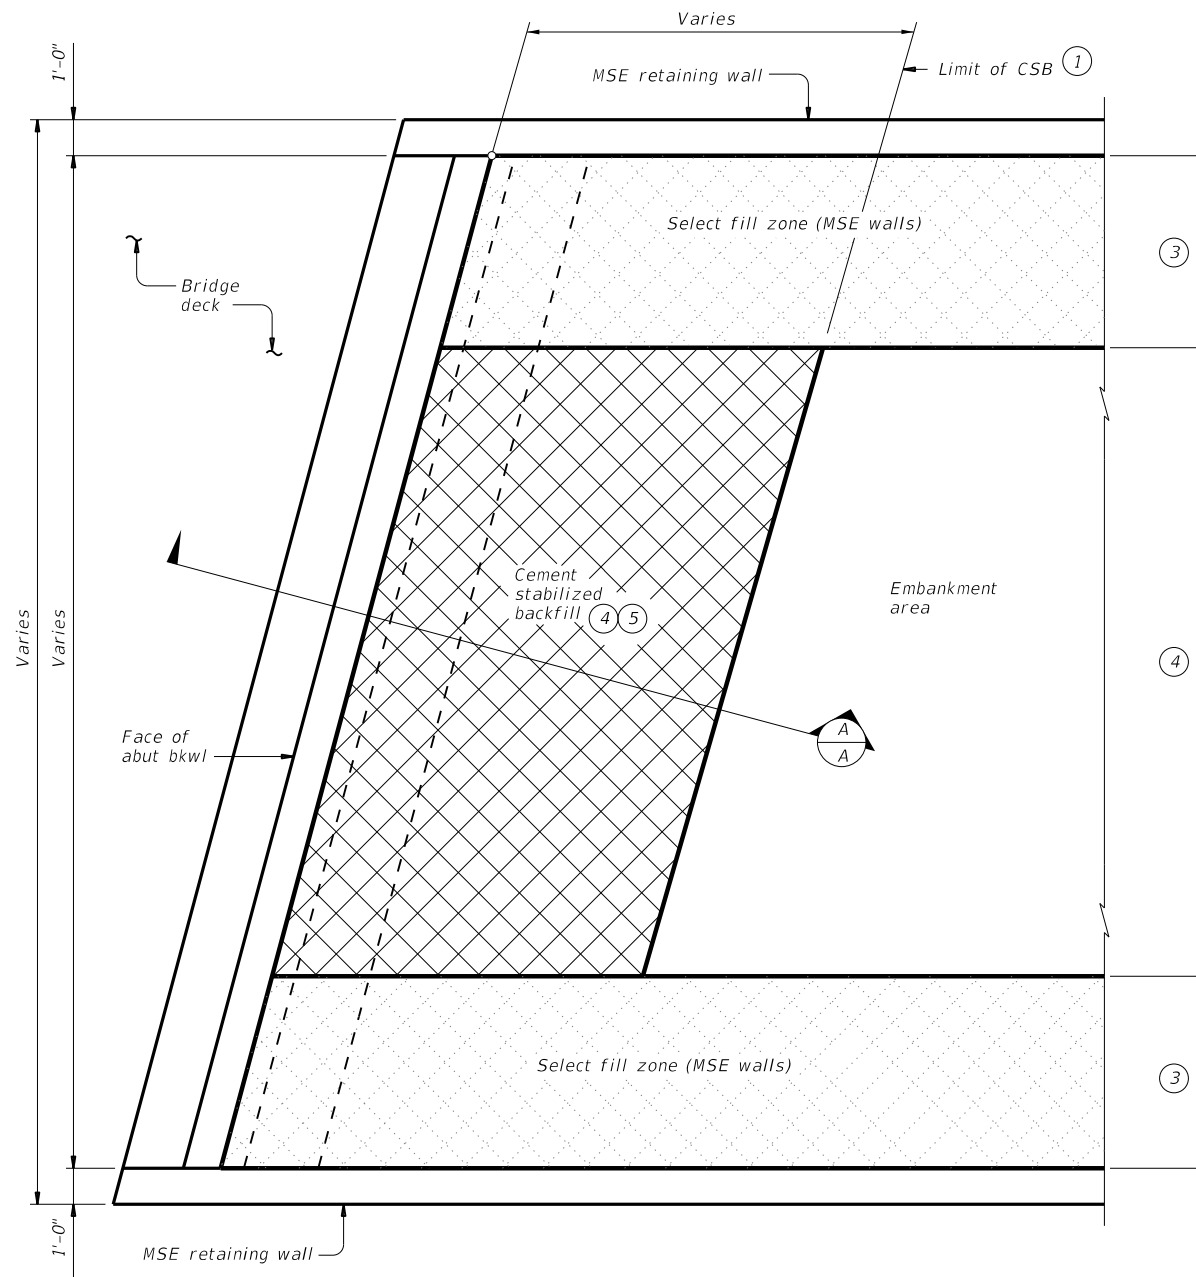 Varies
1'-0"
MSE retaining wall
Limit of CSB 1
Select fill zone (MSE walls)
3
Bridge
deck
Cement
stabilized
backfill 4 5
Embankment
area
Varies
Varies
4
Face of
abut bkwl
A
A
Select fill zone (MSE walls)
3
1'-0"
MSE retaining wall